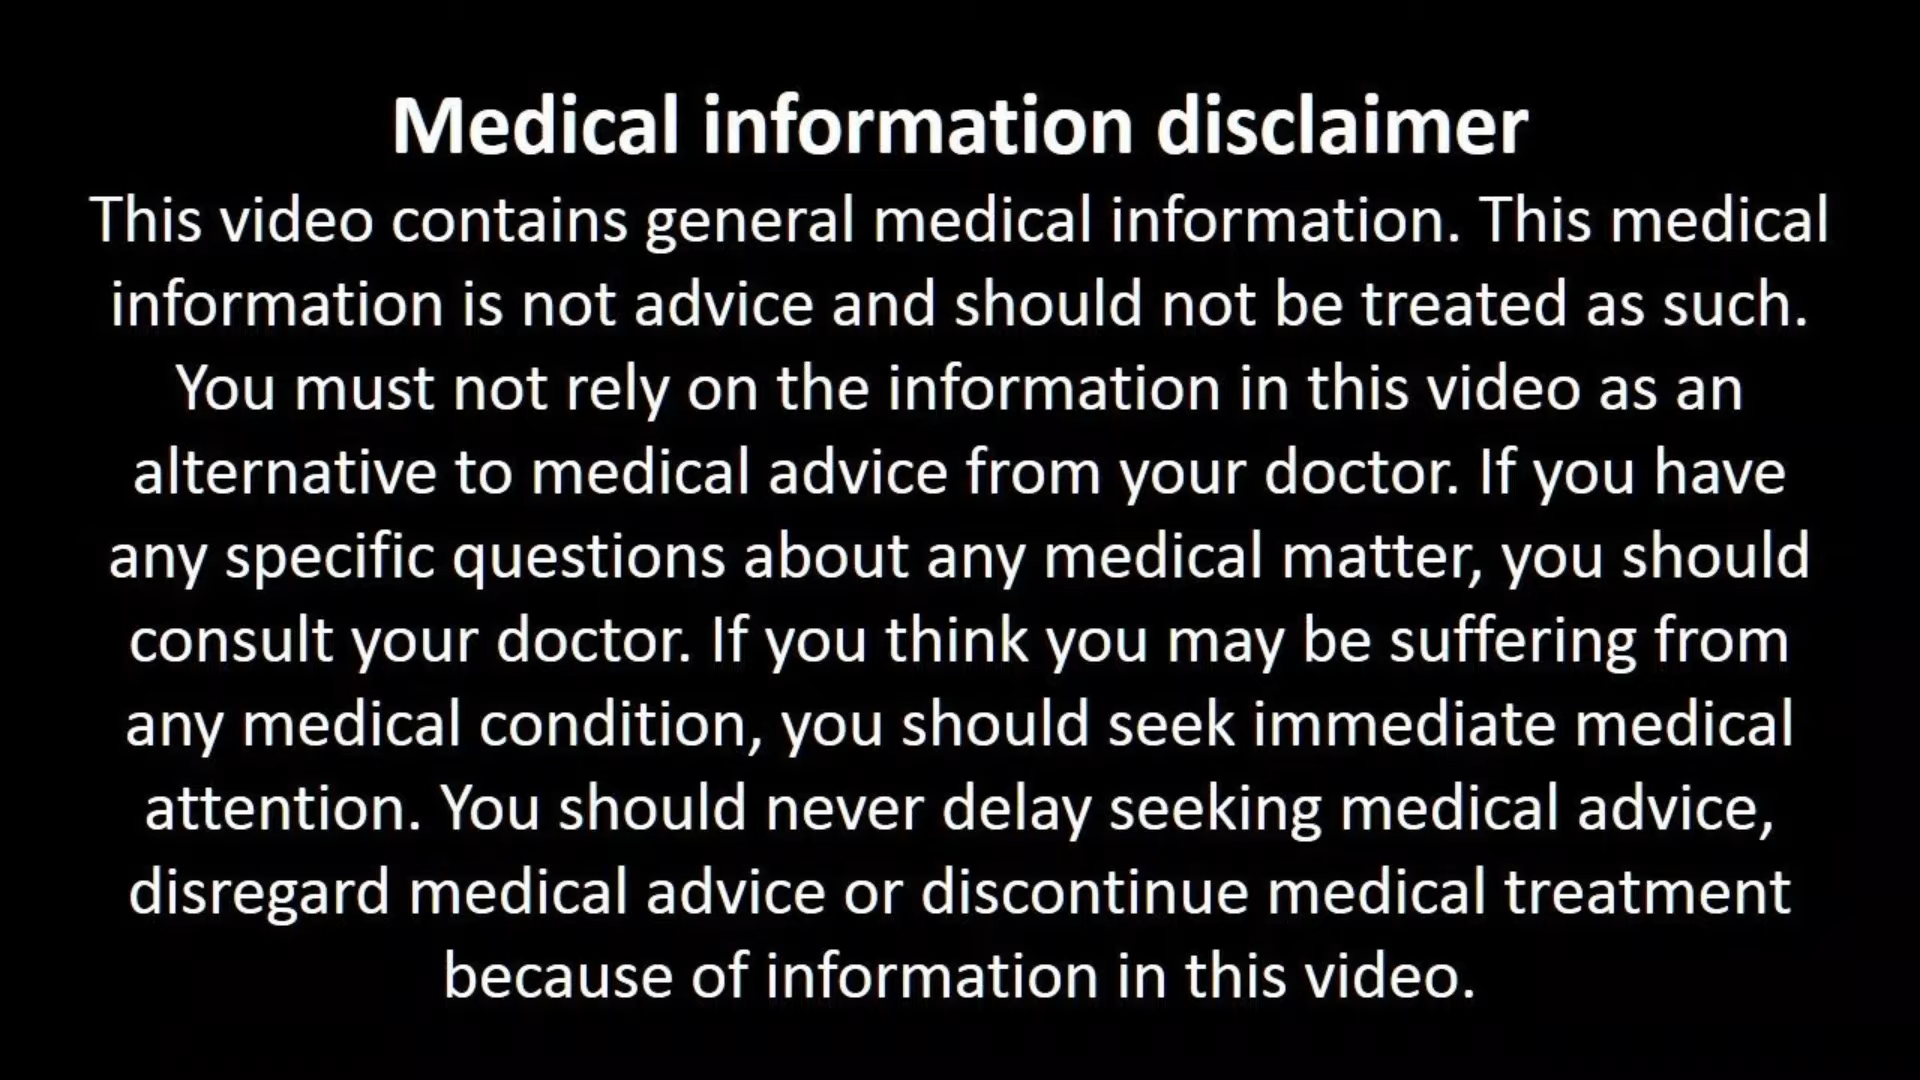 Medical information disclaimer
This video contains general medical information. This medical
information is not advice and should not be treated as such.
You must not rely on the information in this video as an
alternative to medical advice from your doctor. If you have
any specific questions about any medical matter, you should
consult your doctor. If you think you may be suffering from
any medical condition, you should seek immediate medical
attention. You should never delay seeking medical advice,
disregard medical advice or discontinue medical treatment
because of information in this video.